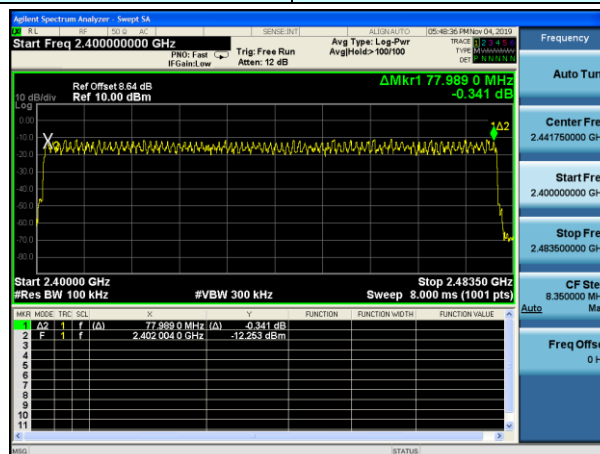 Agilent Spectrum Analyzer - Swept SA
RL RF 50 Ω AC SENSE:INT ALIGNAUTO 05:48:36 PM Nov 04, 2019
Start Freq 2.400000000 GHz
PNO: Fast
IFGain:Low
Trig: Free Run
Atten: 12 dB
Avg Type: Log-Pwr
Avg|Hold:>100/100
TRACE 1 2 3 4 5 6
TYPE
DET P N N N N N
Frequency
Auto Tun
Ref Offset 8.64 dB
Ref 10.00 dBm
10 dB/div
Log
ΔMkr1 77.989 0 MHz
-0.341 dB
0.00
-10.0
-20.0
-30.0
-40.0
-50.0
-60.0
-70.0
-80.0
X
1Δ2
Center Fre
2.441750000 GH
Start Fre
2.400000000 GH
Stop Fre
2.483500000 GH
Start 2.40000 GHz
Stop 2.48350 GHz
#Res BW 100 kHz
#VBW 300 kHz
Sweep 8.000 ms (1001 pts)
CF Ste
8.350000 MH
Auto Ma
MKR MODE TRC SCL X Y FUNCTION FUNCTION WIDTH FUNCTION VALUE
1 Δ2 1 f (Δ) 77.989 0 MHz (Δ) -0.341 dB
2 F 1 f 2.402 004 0 GHz -12.253 dBm
3
4
5
6
7
8
9
10
11
Freq Offse
0 H
MSG
STATUS